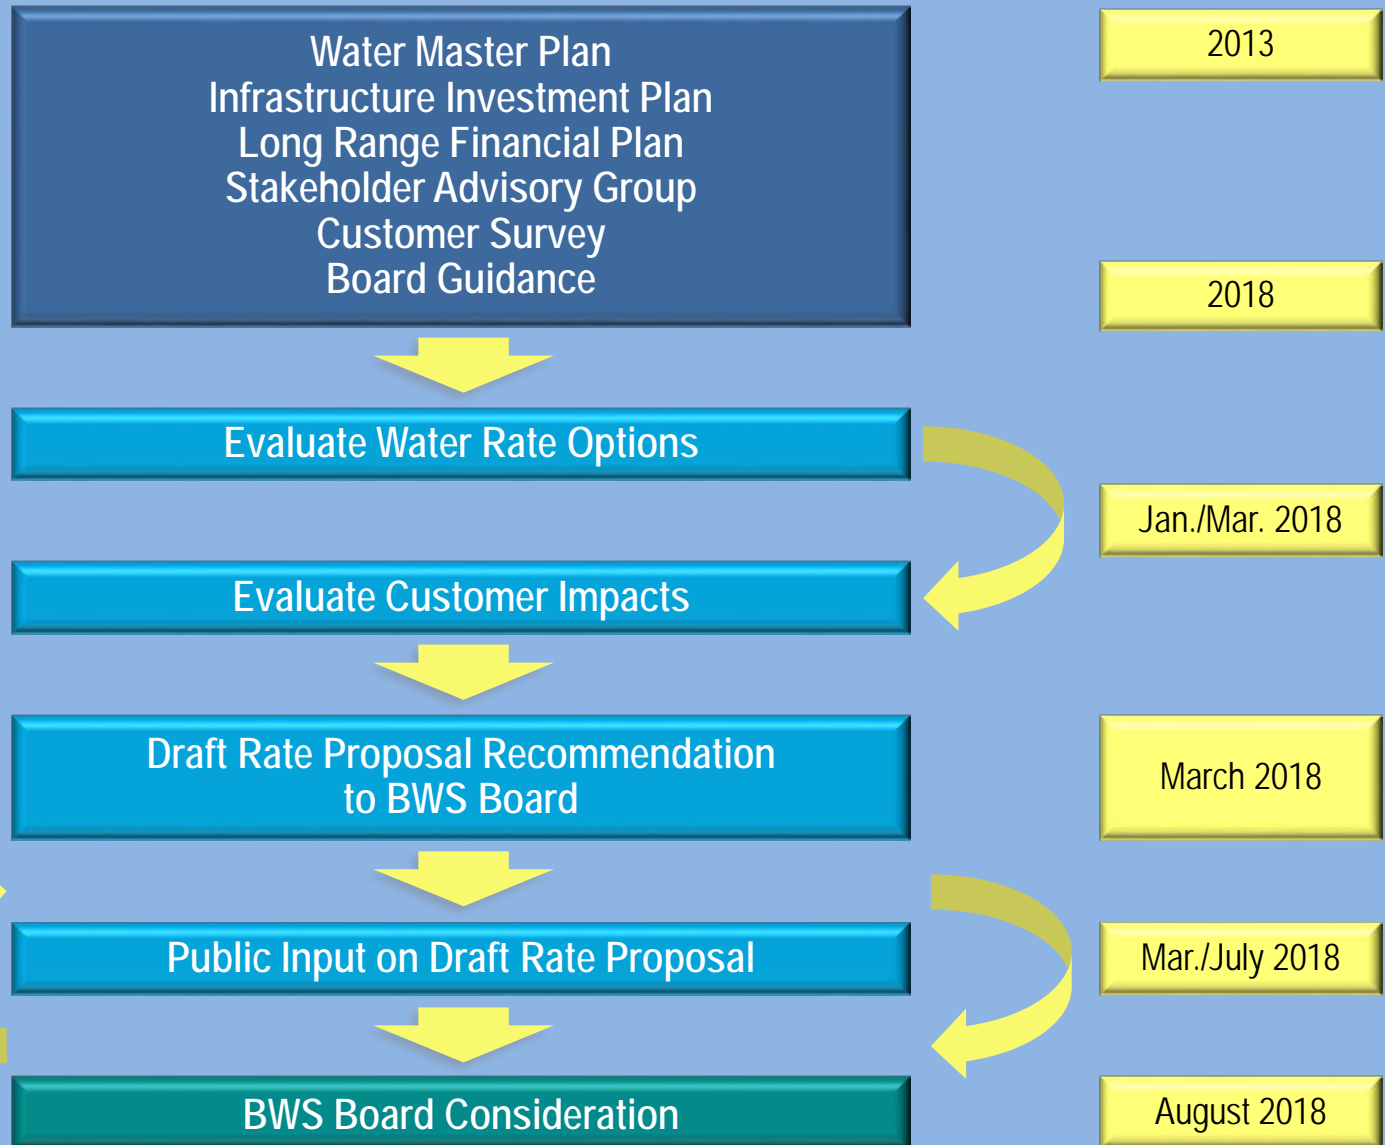 Water Master Plan
Infrastructure Investment Plan
Long Range Financial Plan
Stakeholder Advisory Group
Customer Survey
Board Guidance
2013
2018
Evaluate Water Rate Options
Jan./Mar. 2018
Evaluate Customer Impacts
Draft Rate Proposal Recommendation
to BWS Board
March 2018
Public Input on Draft Rate Proposal
Mar./July 2018
BWS Board Consideration
August 2018